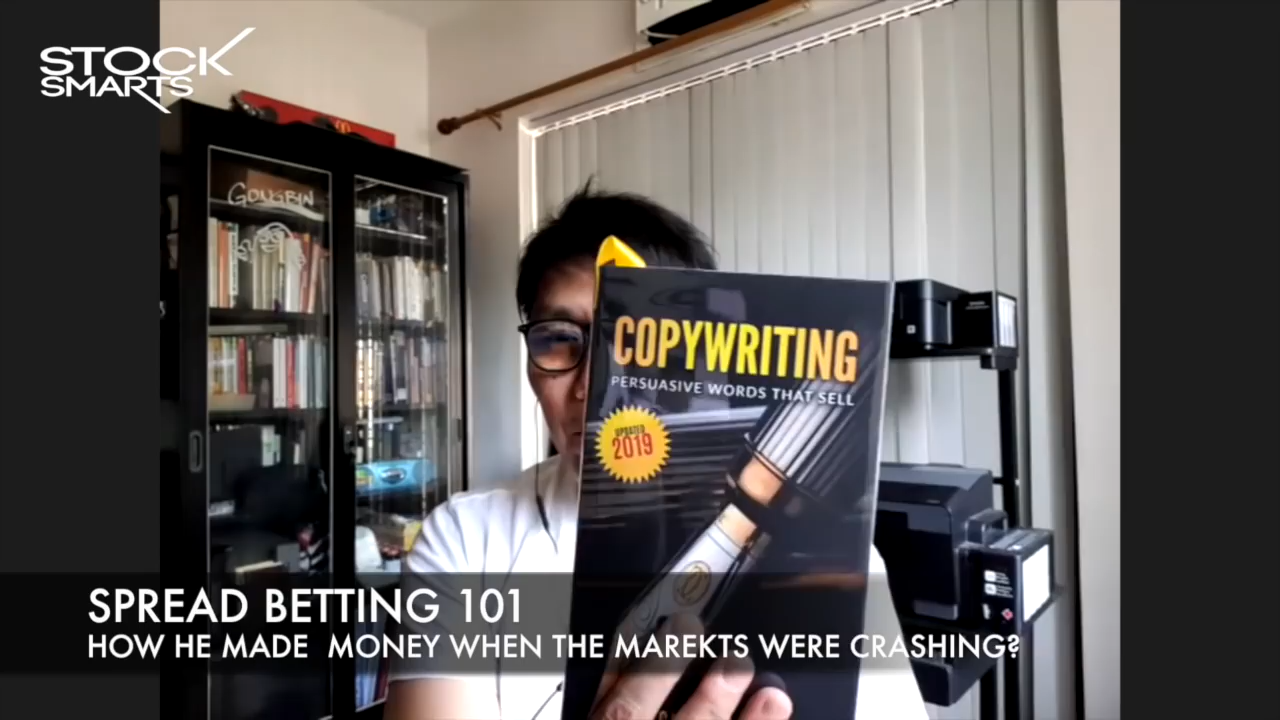 STOCK
SMARTS
GONGBIN
COPYWRITING
PERSUASIVE WORDS THAT SELL
UPDATED
2019
SPREAD BETTING 101
HOW HE MADE  MONEY WHEN THE MAREKTS WERE CRASHING?